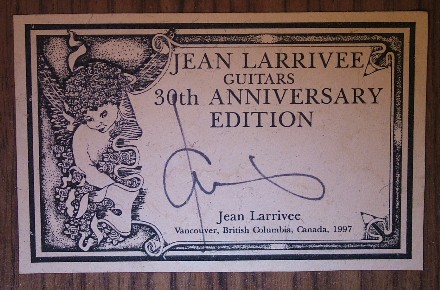 JEAN LARRIVEE
GUITARS
30th ANNIVERSARY
EDITION
Jean Larrivee
Vancouver, British Columbia, Canada, 1997